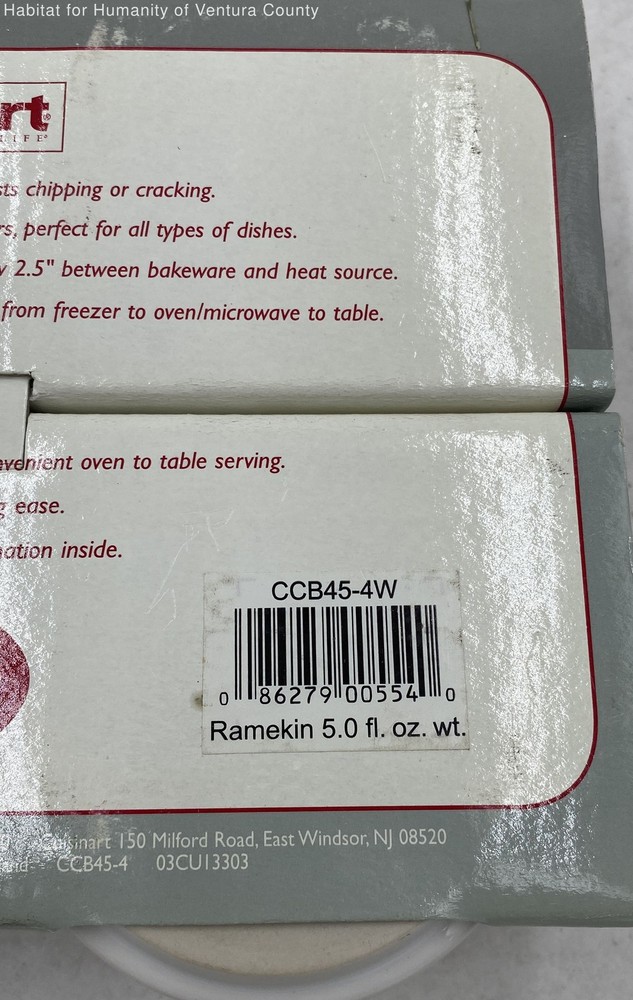 Habitat for Humanity of Ventura County
rt®
LIFE®
sts chipping or cracking.
rs, perfect for all types of dishes.
2.5" between bakeware and heat source.
from freezer to oven/microwave to table.
venient oven to table serving.
g ease.
ation inside.
CCB45-4W
0 86279 00554 0
Ramekin 5.0 fl. oz. wt.
Cuisinart 150 Milford Road, East Windsor, NJ 08520
CCB45-4 03CU13303